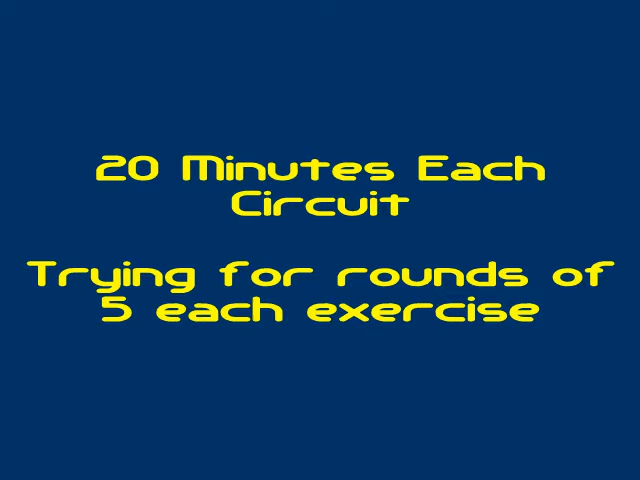 20 Minutes Each
Circuit
Trying for rounds of
5 each exercise